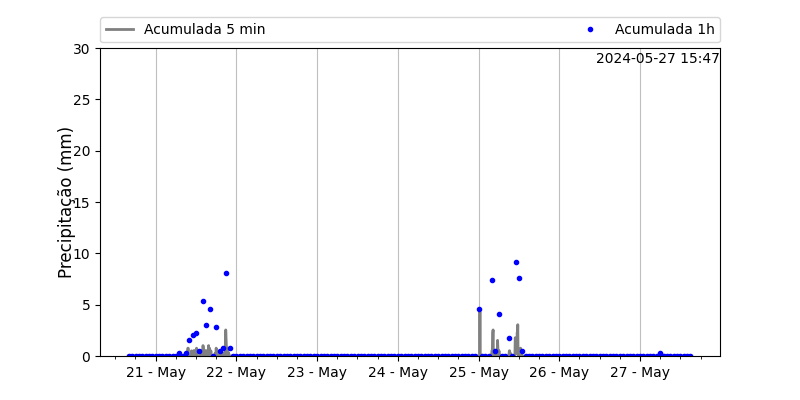 Acumulada 5 min
Acumulada 1h
2024-05-27 15:47
Precipitação (mm)
30
25
20
15
10
5
0
21 - May 22 - May 23 - May 24 - May 25 - May 26 - May 27 - May